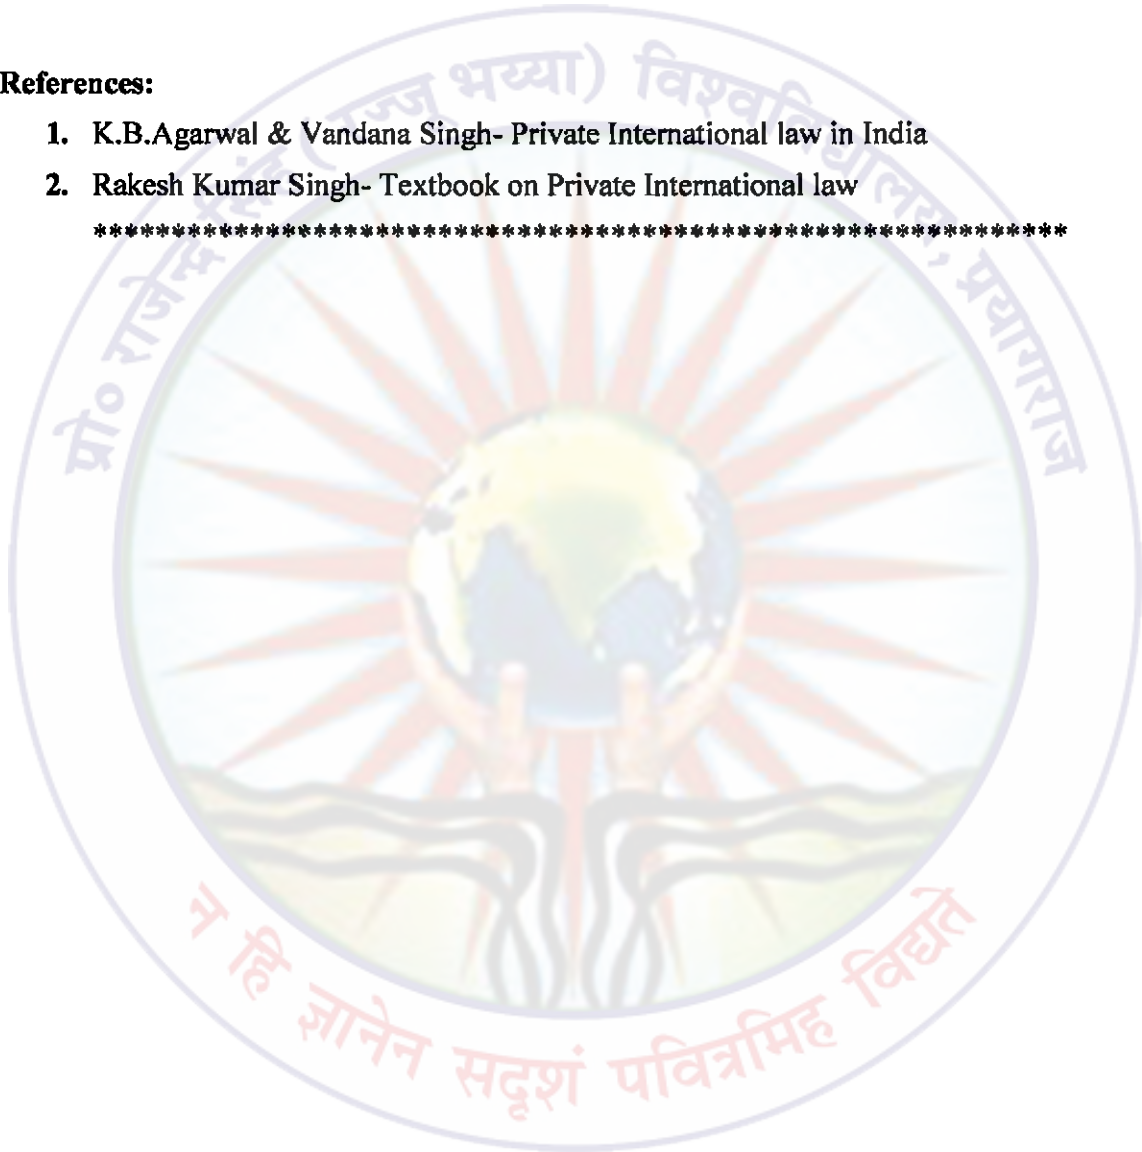 References:
1. K.B.Agarwal & Vandana Singh- Private International law in India
2. Rakesh Kumar Singh- Textbook on Private International law
**************************************************************
प्रो० राजेन्द्र सिंह (रज्जू भय्या) विश्वविद्यालय, प्रयागराज
न हि ज्ञानेन सदृशं पवित्रमिह विद्यते